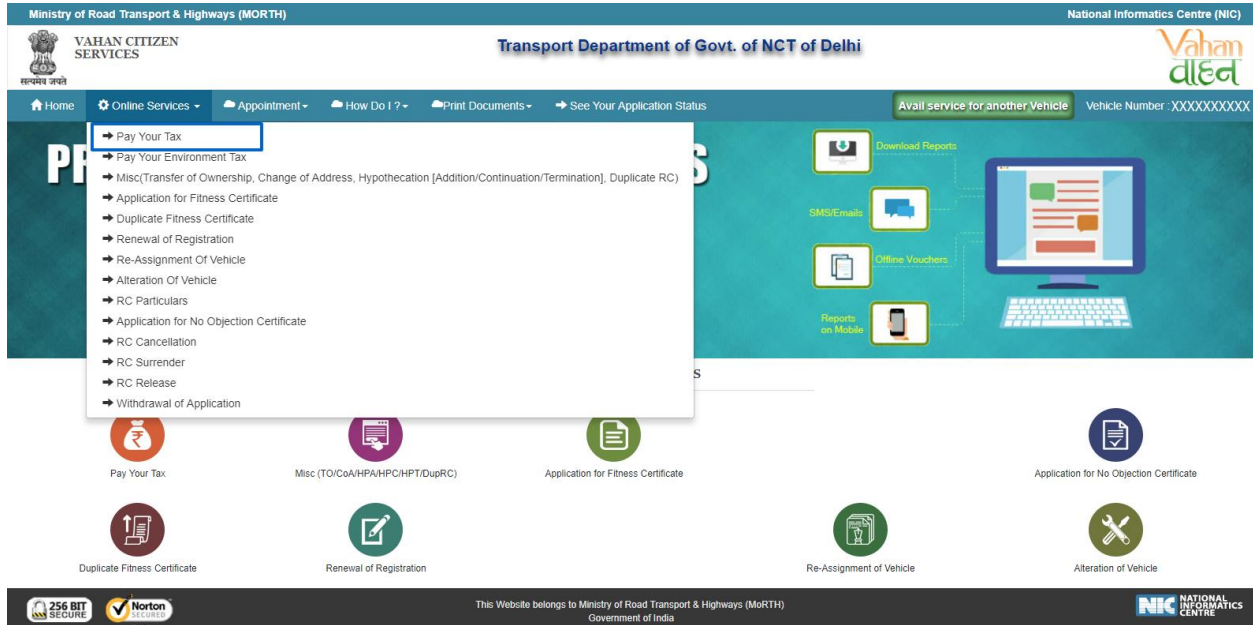 Ministry of Road Transport & Highways (MORTH)
National Informatics Centre (NIC)
सत्यमेव जयते
VAHAN CITIZEN
SERVICES
Transport Department of Govt. of NCT of Delhi
Vahan
वाहन
Home
Online Services
Appointment
How Do I ?
Print Documents
See Your Application Status
Avail service for another Vehicle
Vehicle Number :XXXXXXXXXX
Pay Your Tax
Pay Your Environment Tax
Misc(Transfer of Ownership, Change of Address, Hypothecation [Addition/Continuation/Termination], Duplicate RC)
Application for Fitness Certificate
Duplicate Fitness Certificate
Renewal of Registration
Re-Assignment Of Vehicle
Alteration Of Vehicle
RC Particulars
Application for No Objection Certificate
RC Cancellation
RC Surrender
RC Release
Withdrawal of Application
Download Reports
SMS/Emails
Offline Vouchers
Reports
on Mobile
Pay Your Tax
Misc (TO/CoA/HPA/HPC/HPT/DupRC)
Application for Fitness Certificate
Application for No Objection Certificate
Duplicate Fitness Certificate
Renewal of Registration
Re-Assignment of Vehicle
Alteration of Vehicle
256 BIT
SECURE
Norton
SECURED
This Website belongs to Ministry of Road Transport & Highways (MoRTH)
Government of India
NIC
NATIONAL
INFORMATICS
CENTRE